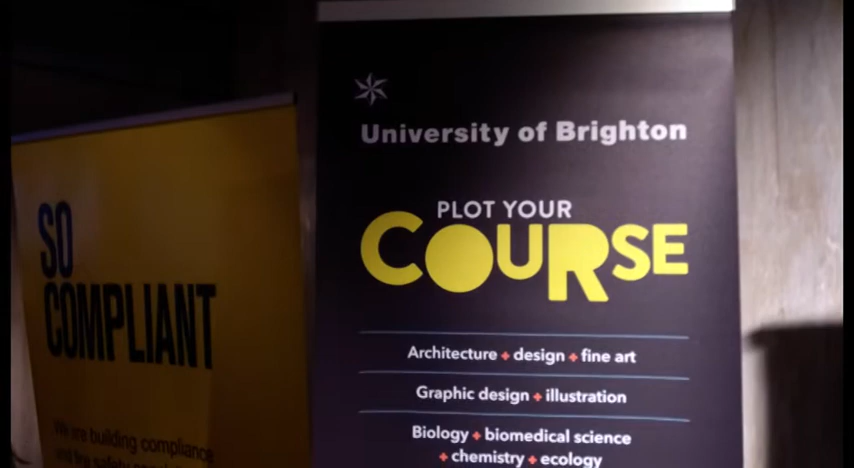 SO
COMPLIANT
We are building compliance
University of Brighton
PLOT YOUR
COURSE
Architecture + design + fine art
Graphic design + illustration
Biology + biomedical science
+ chemistry + ecology